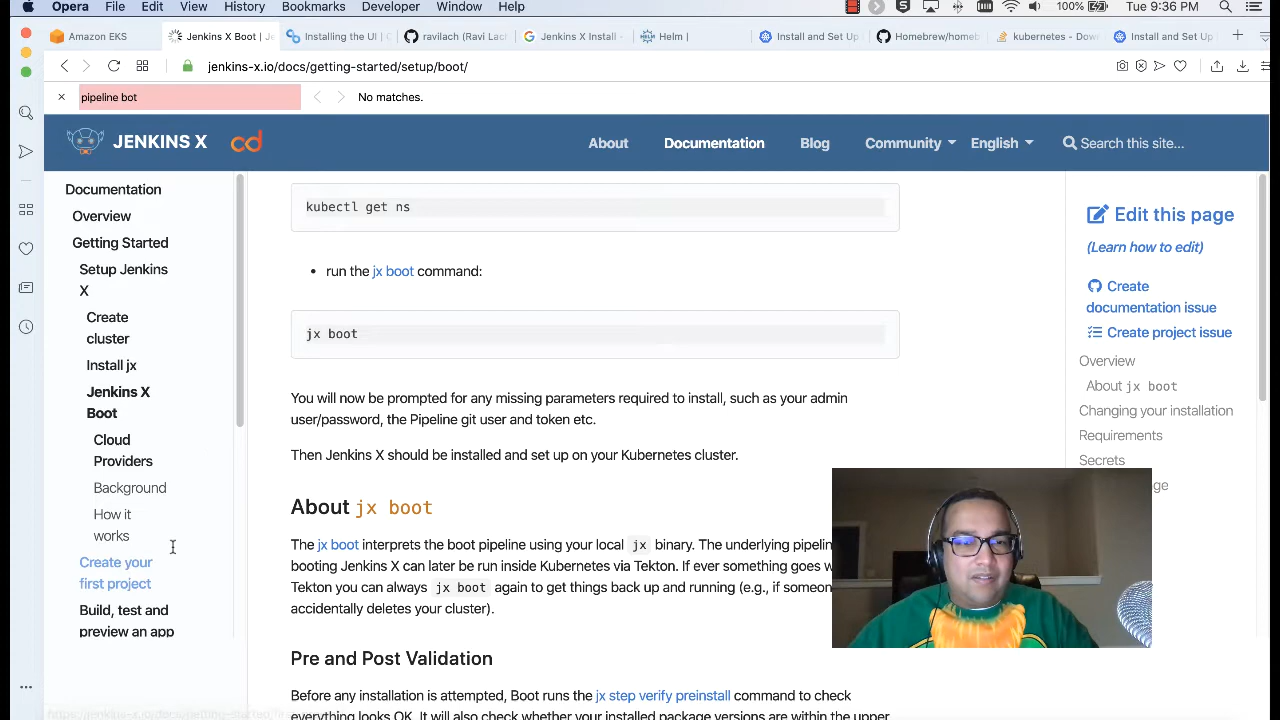 Opera File Edit View History Bookmarks Developer Window Help 100% Tue 9:36 PM
Amazon EKS
Jenkins X Boot | Je
Installing the UI | C
ravilach (Ravi Lach
Jenkins X Install -
Helm |
Install and Set Up
Homebrew/homeb
kubernetes - Dow
Install and Set Up
jenkins-x.io/docs/getting-started/setup/boot/
pipeline bot
No matches.
JENKINS X
cd
About
Documentation
Blog
Community
English
Search this site...
Documentation
Overview
Getting Started
Setup Jenkins
X
Create
cluster
Install jx
Jenkins X
Boot
Cloud
Providers
Background
How it
works
Create your
first project
Build, test and
preview an app
kubectl get ns
run the jx boot command:
jx boot
You will now be prompted for any missing parameters required to install, such as your admin
user/password, the Pipeline git user and token etc.
Then Jenkins X should be installed and set up on your Kubernetes cluster.
About jx boot
The jx boot interprets the boot pipeline using your local jx binary. The underlying pipelin
booting Jenkins X can later be run inside Kubernetes via Tekton. If ever something goes w
Tekton you can always jx boot again to get things back up and running (e.g., if someon
accidentally deletes your cluster).
Pre and Post Validation
Before any installation is attempted, Boot runs the jx step verify preinstall command to check
everything looks OK. It will also check whether your installed package versions are within the upper
Edit this page
(Learn how to edit)
Create
documentation issue
Create project issue
Overview
About jx boot
Changing your installation
Requirements
Secrets
ge